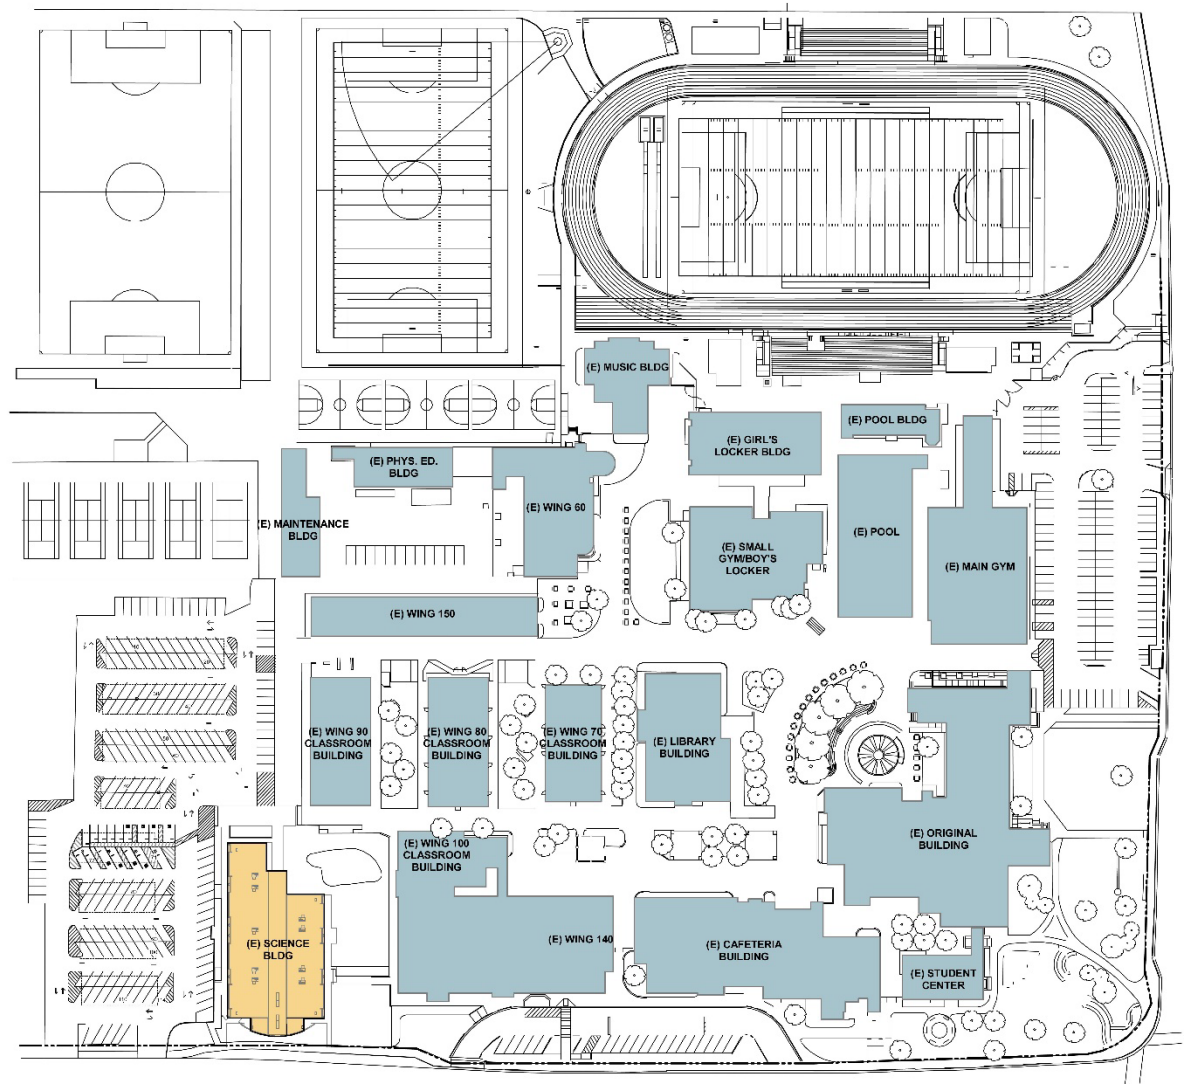 (E) MUSIC BLDG
(E) POOL BLDG
(E) GIRL'S
LOCKER BLDG
(E) PHYS. ED.
BLDG
(E) WING 60
(E) MAINTENANCE
BLDG
(E) POOL
(E) SMALL
GYM/BOY'S
LOCKER
(E) MAIN GYM
(E) WING 150
(E) WING 90
CLASSROOM
BUILDING
(E) WING 80
CLASSROOM
BUILDING
(E) WING 70
CLASSROOM
BUILDING
(E) LIBRARY
BUILDING
(E) ORIGINAL
BUILDING
(E) WING 100
CLASSROOM
BUILDING
(E) WING 140
(E) SCIENCE
BLDG
(E) CAFETERIA
BUILDING
(E) STUDENT
CENTER